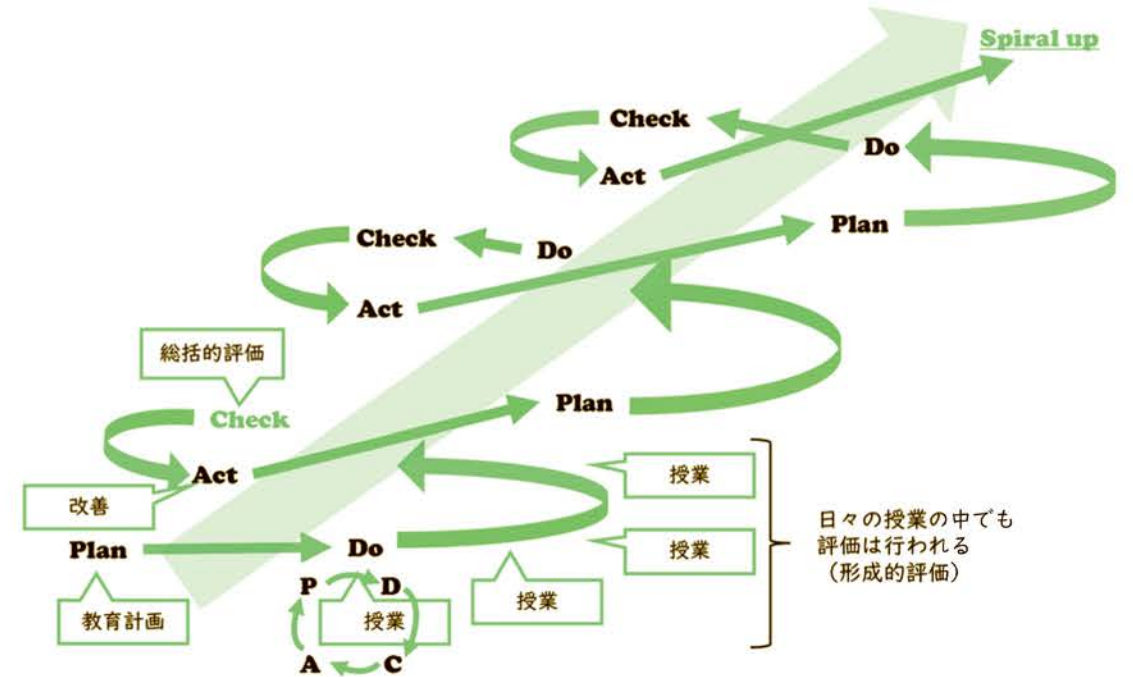 Spiral up
Check
Do
Act
Plan
Check
Do
Act
総括的評価
Plan
Check
Act
授業
改善
日々の授業の中でも
評価は行われる
（形成的評価）
Plan
Do
授業
P
D
授業
教育計画
授業
A
C